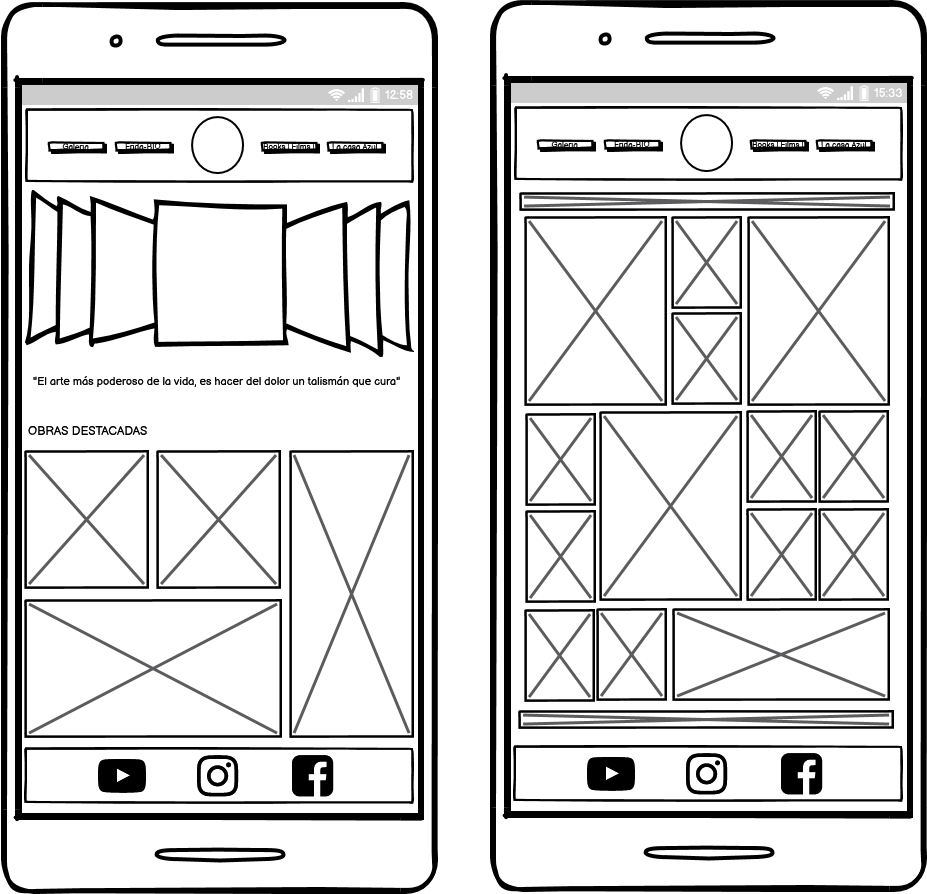 12:58
Galeria
Frida-BIO
Books | Films |
La casa Azul
"El arte más poderoso de la vida, es hacer del dolor un talismán que cura"
OBRAS DESTACADAS
15:33
Galeria
Frida-BIO
Books | Films |
La casa Azul